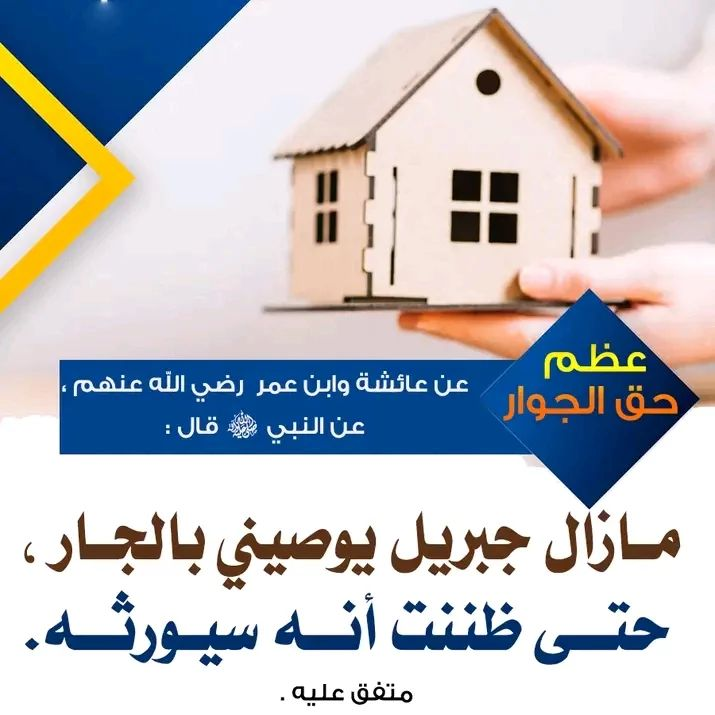 عظم
حق الجوار
عن عائشة وابن عمر رضي الله عنهم ،
عن النبي ﷺ قال :
مازال جبريل يوصيني بالجار ،
حتى ظننت أنه سيورثه.
متفق عليه .